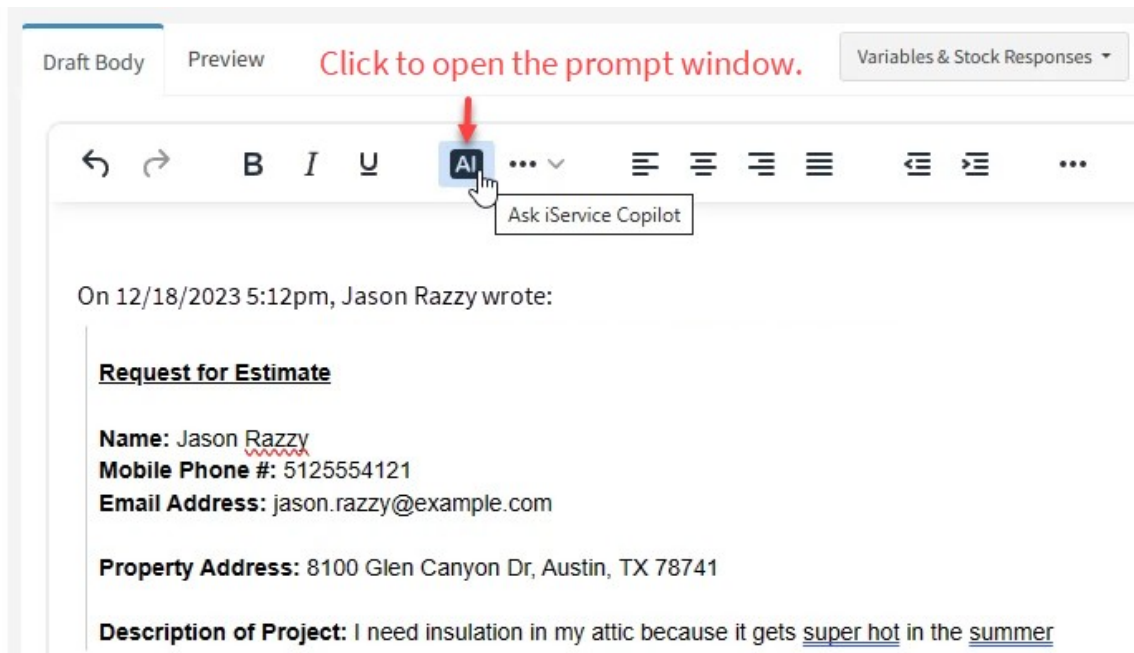 Draft Body Preview Click to open the prompt window. Variables & Stock Responses
B I U AI
Ask iService Copilot
On 12/18/2023 5:12pm, Jason Razzy wrote:
Request for Estimate
Name: Jason Razzy
Mobile Phone #: 5125554121
Email Address: jason.razzy@example.com
Property Address: 8100 Glen Canyon Dr, Austin, TX 78741
Description of Project: I need insulation in my attic because it gets super hot in the summer